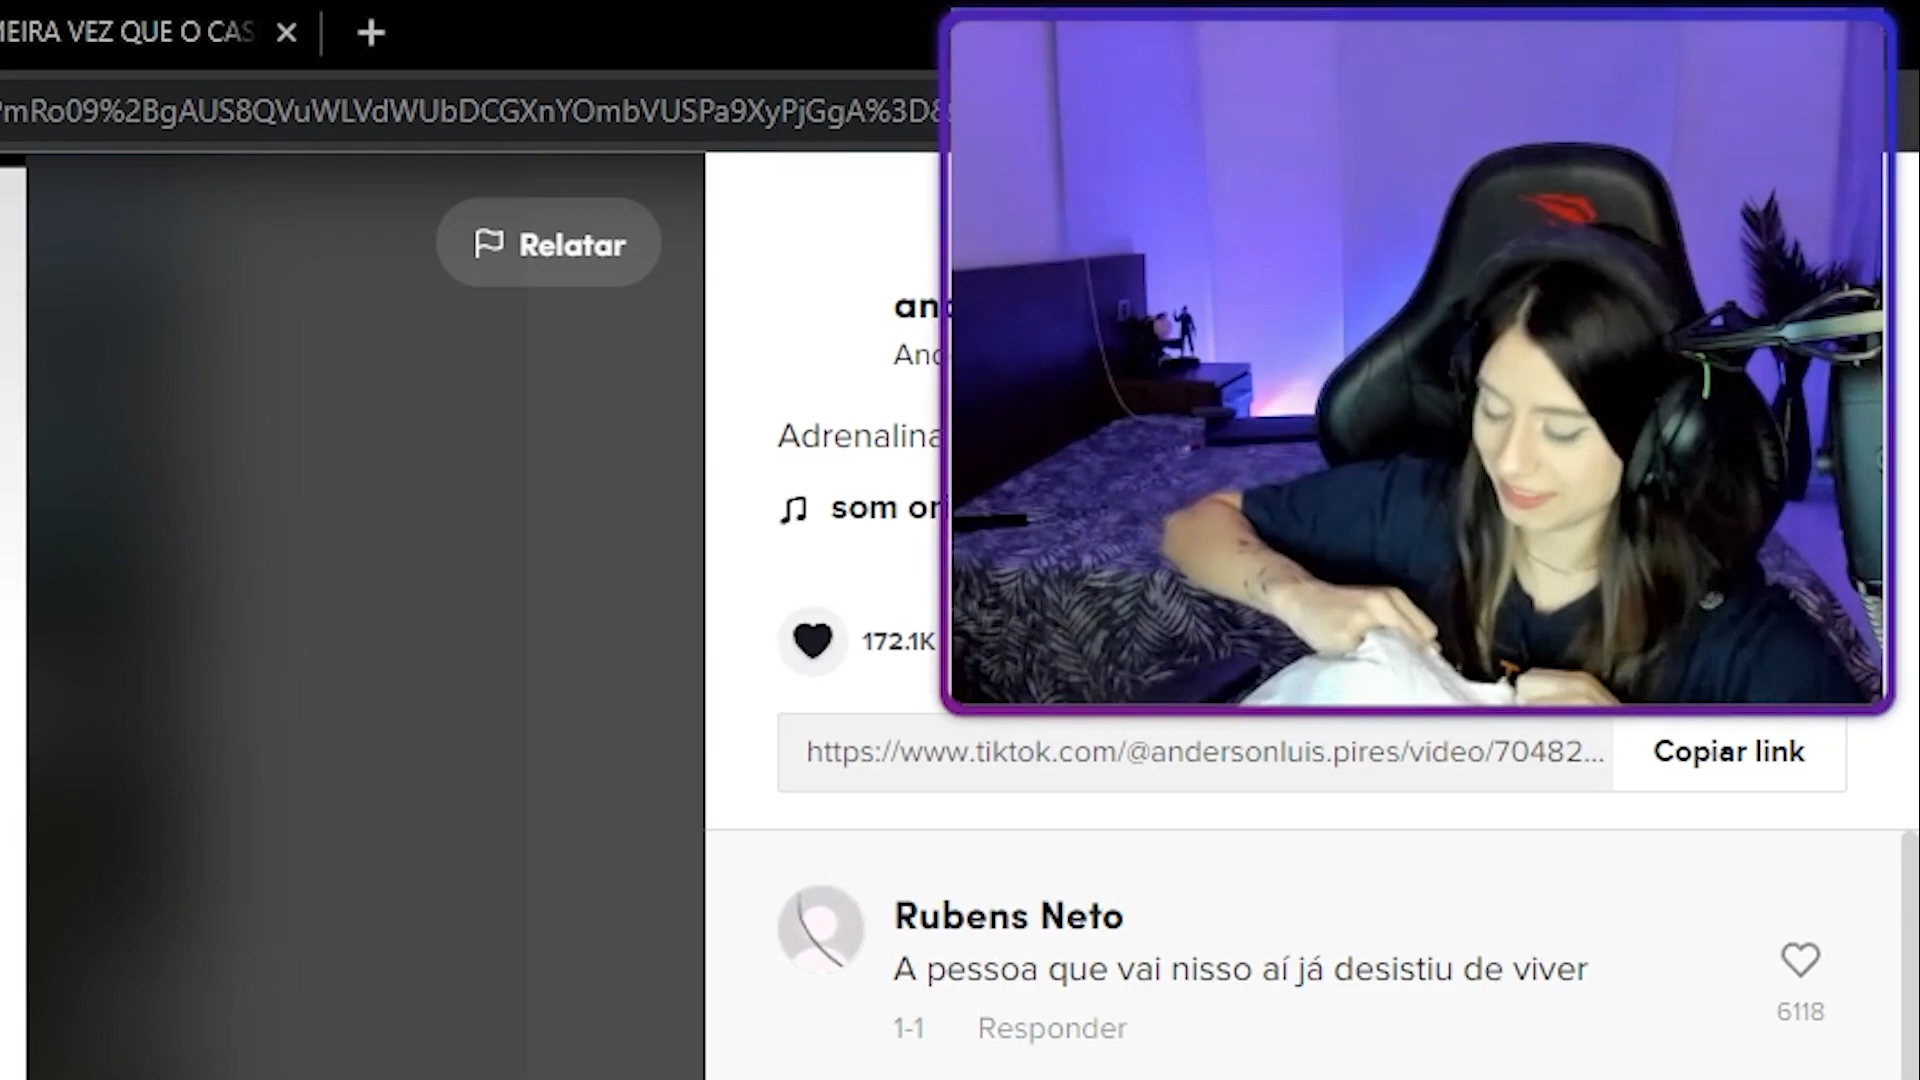 MEIRA VEZ QUE O CAS
mRo09%2BgAUS8QVuWLVdWUbDCGXnYOmbVUSPa9XyPjGgA%3D&
Relatar
an
And
Adrenalina
som ori
172.1K
https://www.tiktok.com/@andersonluis.pires/video/70482...
Copiar link
Rubens Neto
A pessoa que vai nisso aí já desistiu de viver
6118
1-1 Responder